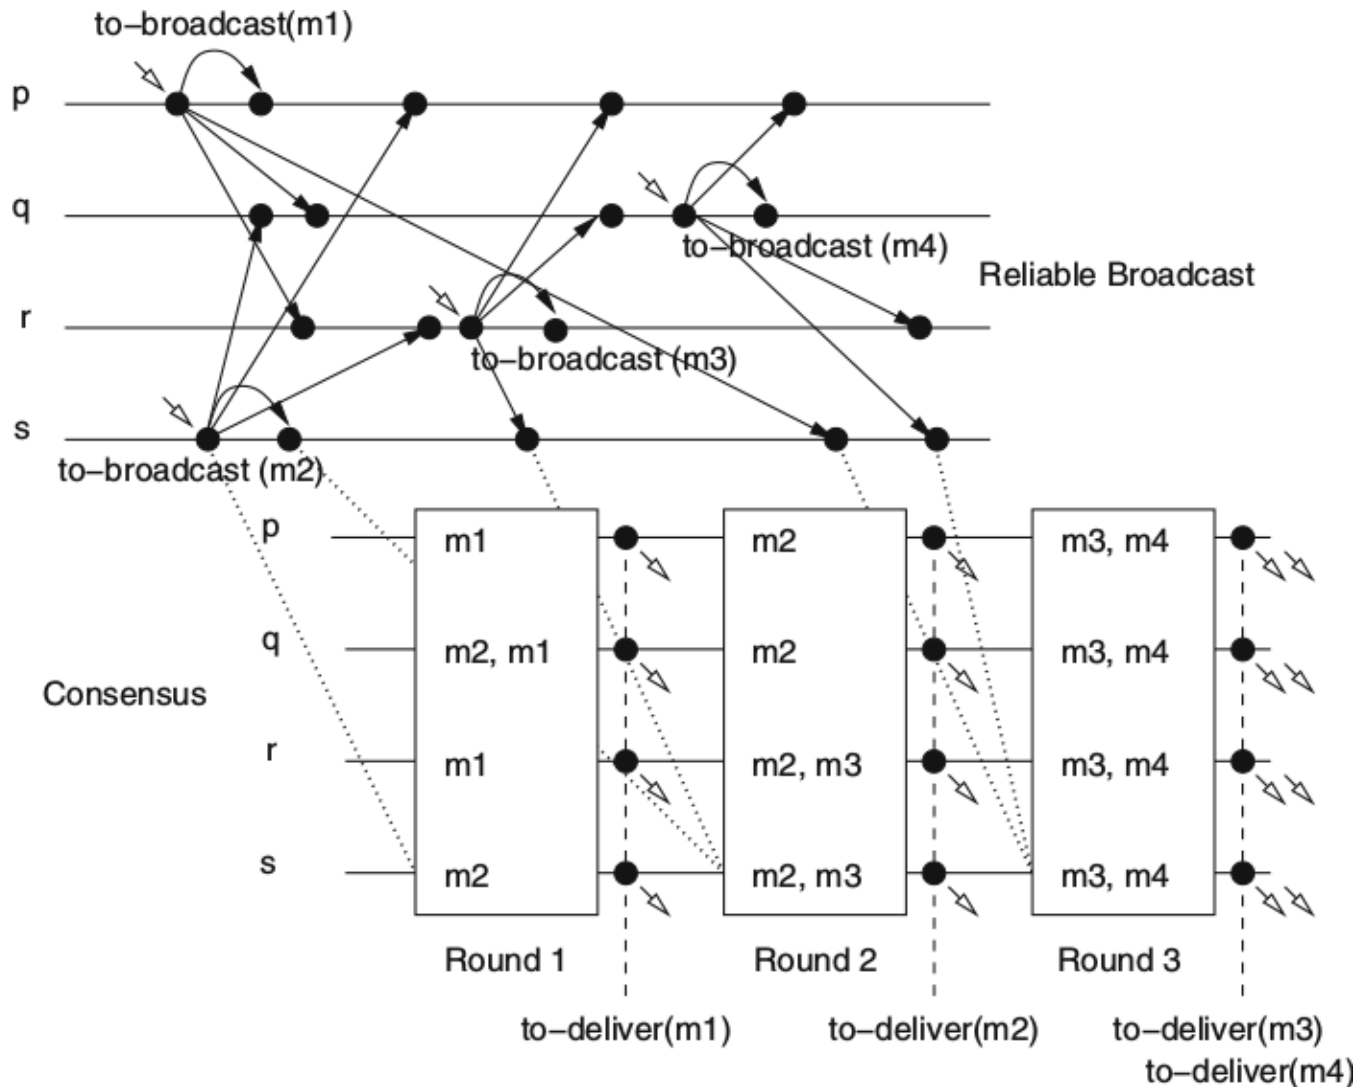 to−broadcast(m1)
p
q
to−broadcast (m4)
Reliable Broadcast
r
to−broadcast (m3)
s
to−broadcast (m2)
p
m1
m2
m3, m4
q
m2, m1
m2
m3, m4
Consensus
r
m1
m2, m3
m3, m4
s
m2
m2, m3
m3, m4
Round 1
Round 2
Round 3
to−deliver(m1)
to−deliver(m2)
to−deliver(m3)
to−deliver(m4)